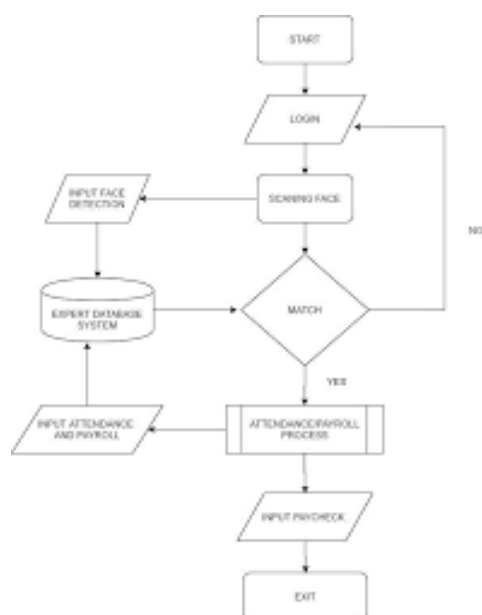 START
LOGIN
INPUT FACE
DETECTION
SCANING FACE
NO
EXPERT DATABASE
SYSTEM
MATCH
YES
INPUT ATTENDANCE
AND PAYROLL
ATTENDANCE/PAYROLL
PROCESS
INPUT PAYCHECK
EXIT